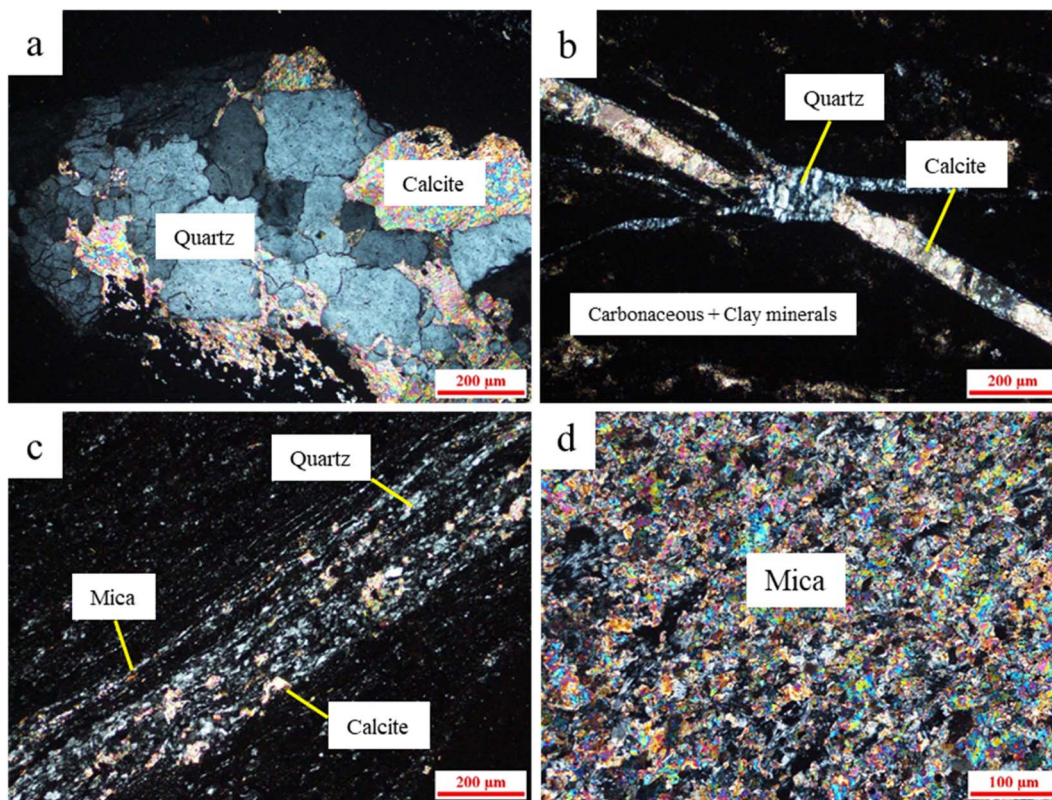 a
Calcite
Quartz
200 μm
b
Quartz
Calcite
Carbonaceous + Clay minerals
200 μm
c
Quartz
Mica
Calcite
200 μm
d
Mica
100 μm